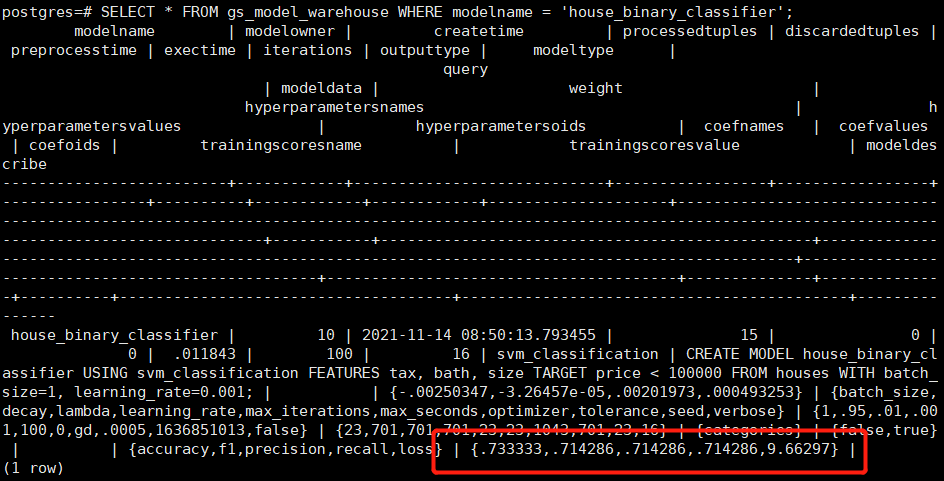 postgres=# SELECT * FROM gs_model_warehouse WHERE modelname = 'house_binary_classifier';
modelname | modelowner | createtime | processedtuples | discardedtuples |
preprocesstime | exectime | iterations | outputtype | modeltype |
query
| modeldata | weight |
hyperparametersnames | h
yperparametersvalues | hyperparametersoids | coefnames | coefvalues
| coefoids | trainingscoresname | trainingscoresvalue | modeldes
cribe
-------------------------+------------+----------------------------+-----------------+-----------------+
----------------+----------+------------+------------+--------------------+-----------------------------
--------------------------------------------------------------------------------------------------------
-----------------------------+-----------+------------------------------------------------+-------------
----------------------------------------------------------------------------------------+---------------
-----------------------------------+---------------------------------------+--------------+-------------
-+----------+-------------------------------------+-------------------------------------------+---------
------
house_binary_classifier | 10 | 2021-11-14 08:50:13.793455 | 15 | 0 |
0 | .011843 | 100 | 16 | svm_classification | CREATE MODEL house_binary_cl
assifier USING svm_classification FEATURES tax, bath, size TARGET price < 100000 FROM houses WITH batch_
size=1, learning_rate=0.001; | | {-.00250347,-3.26457e-05,.00201973,.000493253} | {batch_size,
decay,lambda,learning_rate,max_iterations,max_seconds,optimizer,tolerance,seed,verbose} | {1,.95,.01,.00
1,100,0,gd,.0005,1636851013,false} | {23,701,701,701,23,23,1043,701,23,16} | {categories} | {false,true}
| | {accuracy,f1,precision,recall,loss} | {.733333,.714286,.714286,.714286,9.66297} |
(1 row)